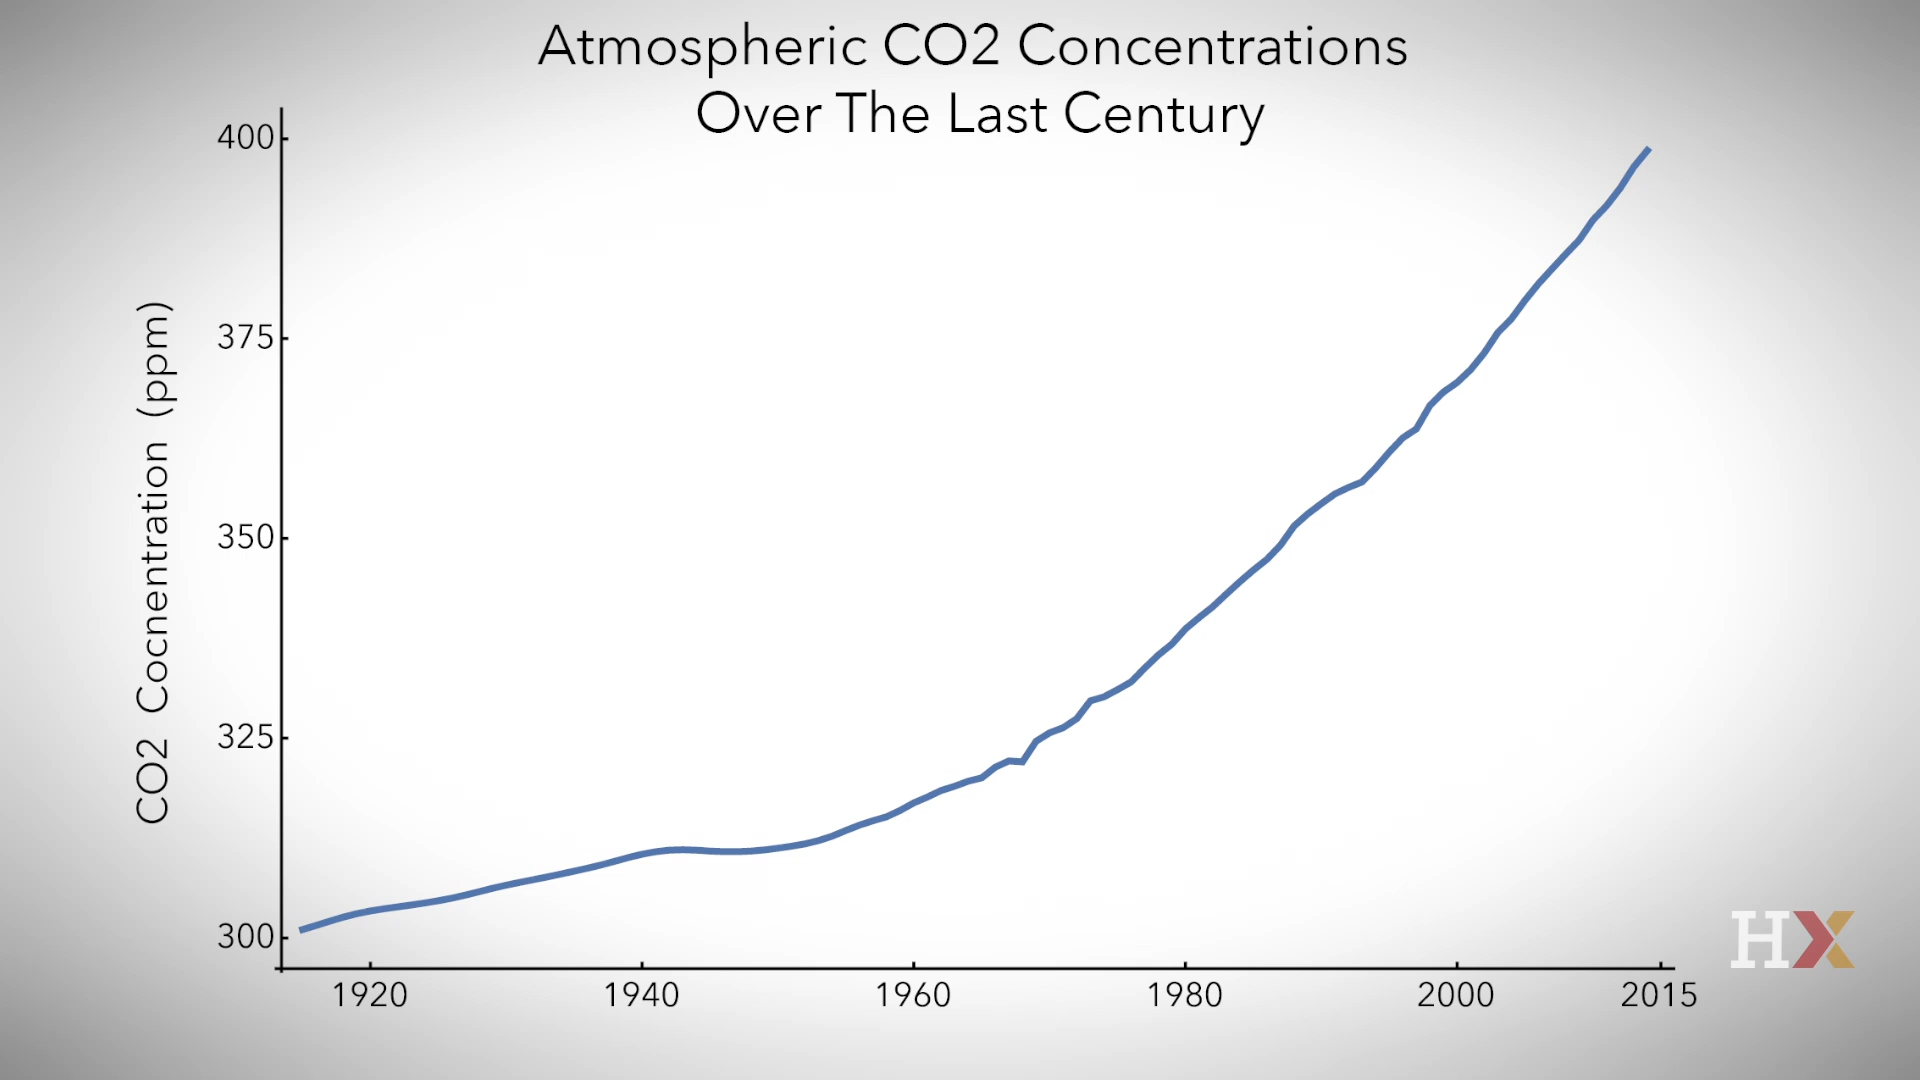 Atmospheric CO2 Concentrations
Over The Last Century
CO2 Cocnentration (ppm)
400
375
350
325
300
1920 1940 1960 1980 2000 2015
HX